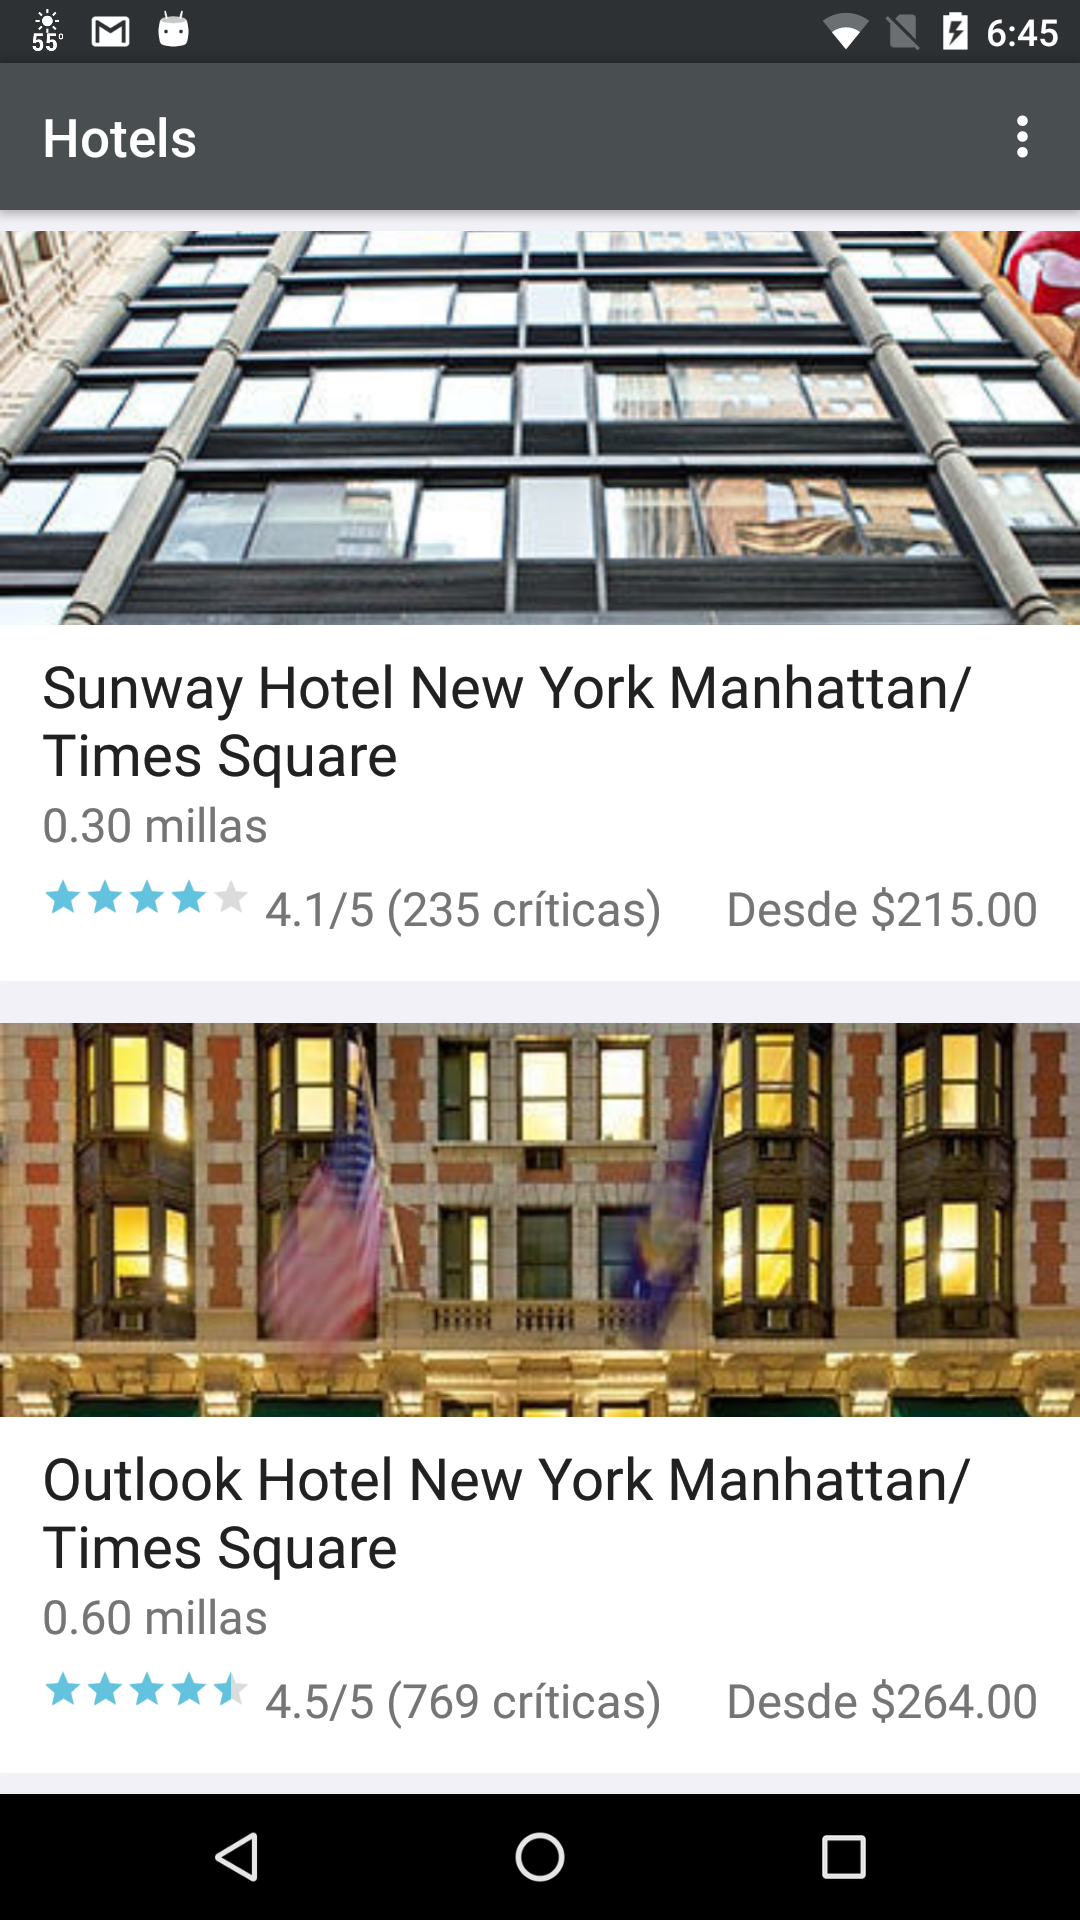 55°
6:45
Hotels
Sunway Hotel New York Manhattan/
Times Square
0.30 millas
4.1/5 (235 críticas)
Desde $215.00
Outlook Hotel New York Manhattan/
Times Square
0.60 millas
4.5/5 (769 críticas)
Desde $264.00